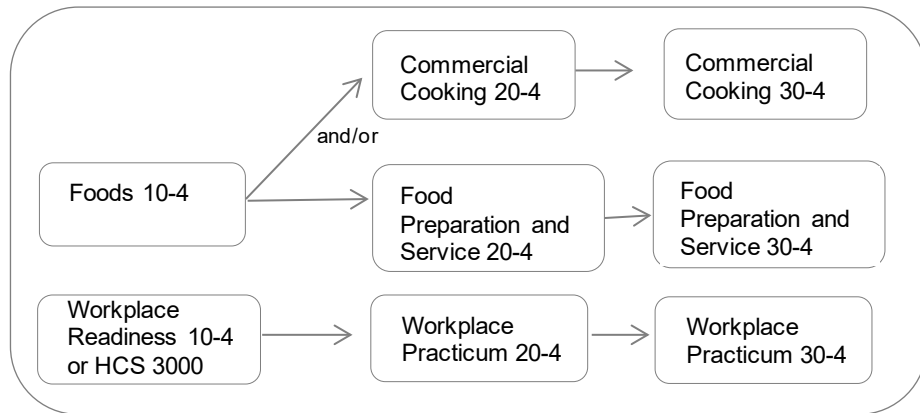 Commercial
Cooking 20-4
Commercial
Cooking 30-4
and/or
Foods 10-4
Food
Preparation and
Service 20-4
Food
Preparation and
Service 30-4
Workplace
Readiness 10-4
or HCS 3000
Workplace
Practicum 20-4
Workplace
Practicum 30-4